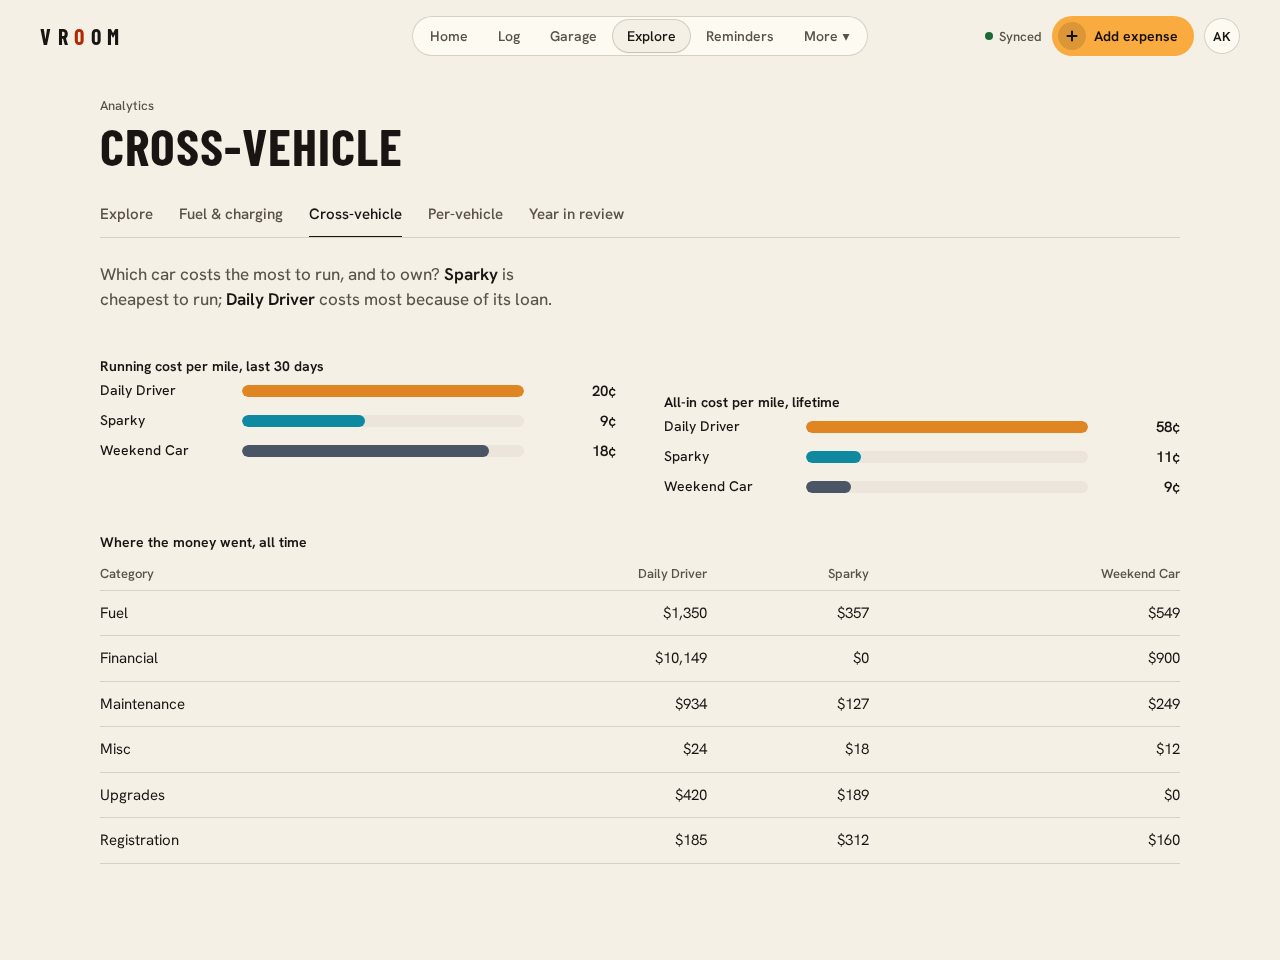 VROOM
Home Log Garage Explore Reminders More ▾
Synced
+ Add expense
AK
Analytics
CROSS-VEHICLE
Explore Fuel & charging Cross-vehicle Per-vehicle Year in review
Which car costs the most to run, and to own? Sparky is
cheapest to run; Daily Driver costs most because of its loan.
Running cost per mile, last 30 days
Daily Driver 20¢
Sparky 9¢
Weekend Car 18¢
All-in cost per mile, lifetime
Daily Driver 58¢
Sparky 11¢
Weekend Car 9¢
Where the money went, all time
Category Daily Driver Sparky Weekend Car
Fuel $1,350 $357 $549
Financial $10,149 $0 $900
Maintenance $934 $127 $249
Misc $24 $18 $12
Upgrades $420 $189 $0
Registration $185 $312 $160